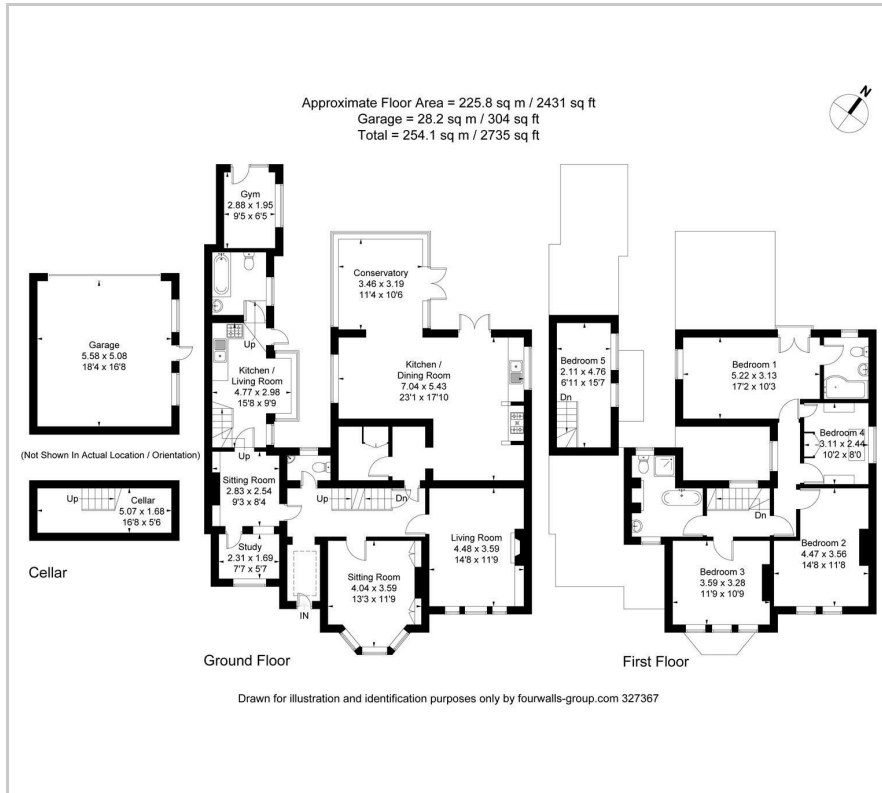 Approximate Floor Area = 225.8 sq m / 2431 sq ft
Garage = 28.2 sq m / 304 sq ft
Total = 254.1 sq m / 2735 sq ft
N
Gym
2.88 x 1.95
9'5 x 6'5
Conservatory
3.46 x 3.19
11'4 x 10'6
Garage
5.58 x 5.08
18'4 x 16'8
(Not Shown In Actual Location / Orientation)
Up
Kitchen /
Living Room
4.77 x 2.98
15'8 x 9'9
Up
Kitchen /
Dining Room
7.04 x 5.43
23'1 x 17'10
Sitting Room
2.83 x 2.54
9'3 x 8'4
Up
Dn
Study
2.31 x 1.69
7'7 x 5'7
Sitting Room
4.04 x 3.59
13'3 x 11'9
Living Room
4.48 x 3.59
14'8 x 11'9
IN
Up
Cellar
5.07 x 1.68
16'8 x 5'6
Cellar
Ground Floor
Bedroom 5
2.11 x 4.76
6'11 x 15'7
Dn
Bedroom 1
5.22 x 3.13
17'2 x 10'3
Bedroom 4
3.11 x 2.44
10'2 x 8'0
Dn
Bedroom 2
4.47 x 3.56
14'8 x 11'8
Bedroom 3
3.59 x 3.28
11'9 x 10'9
First Floor
Drawn for illustration and identification purposes only by fourwalls-group.com 327367